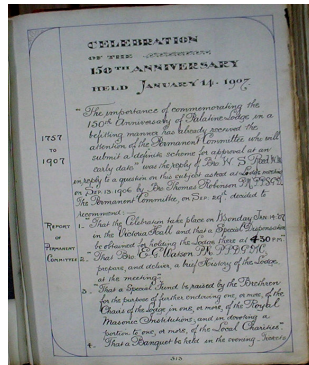 CELEBRATION
OF THE
150TH ANNIVERSARY
HELD JANUARY 14-1907
1757
TO
1907
"The importance of commemorating the
150th Anniversary of Palatine Lodge in a
befitting manner has already received the
attention of the Permanent Committee who will
submit a definite scheme for approval at an
early date" was the reply of Bro W. S.
in reply to a question on this subject asked at Lodge meeting
on Dec 13. 1906 by Bro Thomas Robinson
The Permanent Committee, on Dec. decided to
recommend:-
REPORT
OF
PERMANENT
COMMITTEE
1. "That the Celebration take place on Monday Jan 14 '07
in the Victoria Hall and that a Special Dispensation
be obtained for holding the Lodge there at 4-30 pm"
2. "That Bro E. G. Watson
prepare, and deliver, a brief History of the Lodge
at the meeting"
3. "That a Special Fund be raised by the Brethren
for the purpose of further endowing one, or more, of the
Chairs of the Lodge in one, or more, of the Royal
Masonic Institutions, and in devoting a
portion to one, or more, of the Local Charities"
4. "That a Banquet be held in the evening